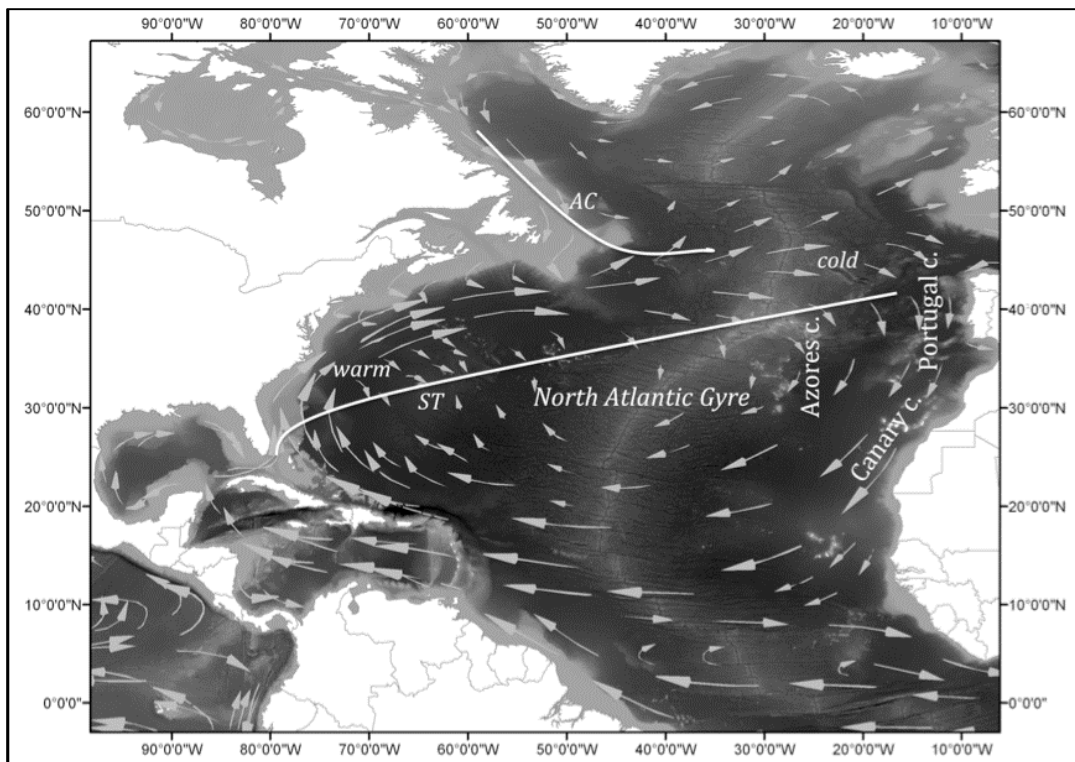 90°0'0"W 80°0'0"W 70°0'0"W 60°0'0"W 50°0'0"W 40°0'0"W 30°0'0"W 20°0'0"W 10°0'0"W
60°0'0"N 60°0'0"N
AC
50°0'0"N 50°0'0"N
cold
Portugal c.
40°0'0"N 40°0'0"N
Azores c.
warm
ST
North Atlantic Gyre
30°0'0"N 30°0'0"N
Canary c.
20°0'0"N 20°0'0"N
10°0'0"N 10°0'0"N
0°0'0" 0°0'0"
90°0'0"W 80°0'0"W 70°0'0"W 60°0'0"W 50°0'0"W 40°0'0"W 30°0'0"W 20°0'0"W 10°0'0"W